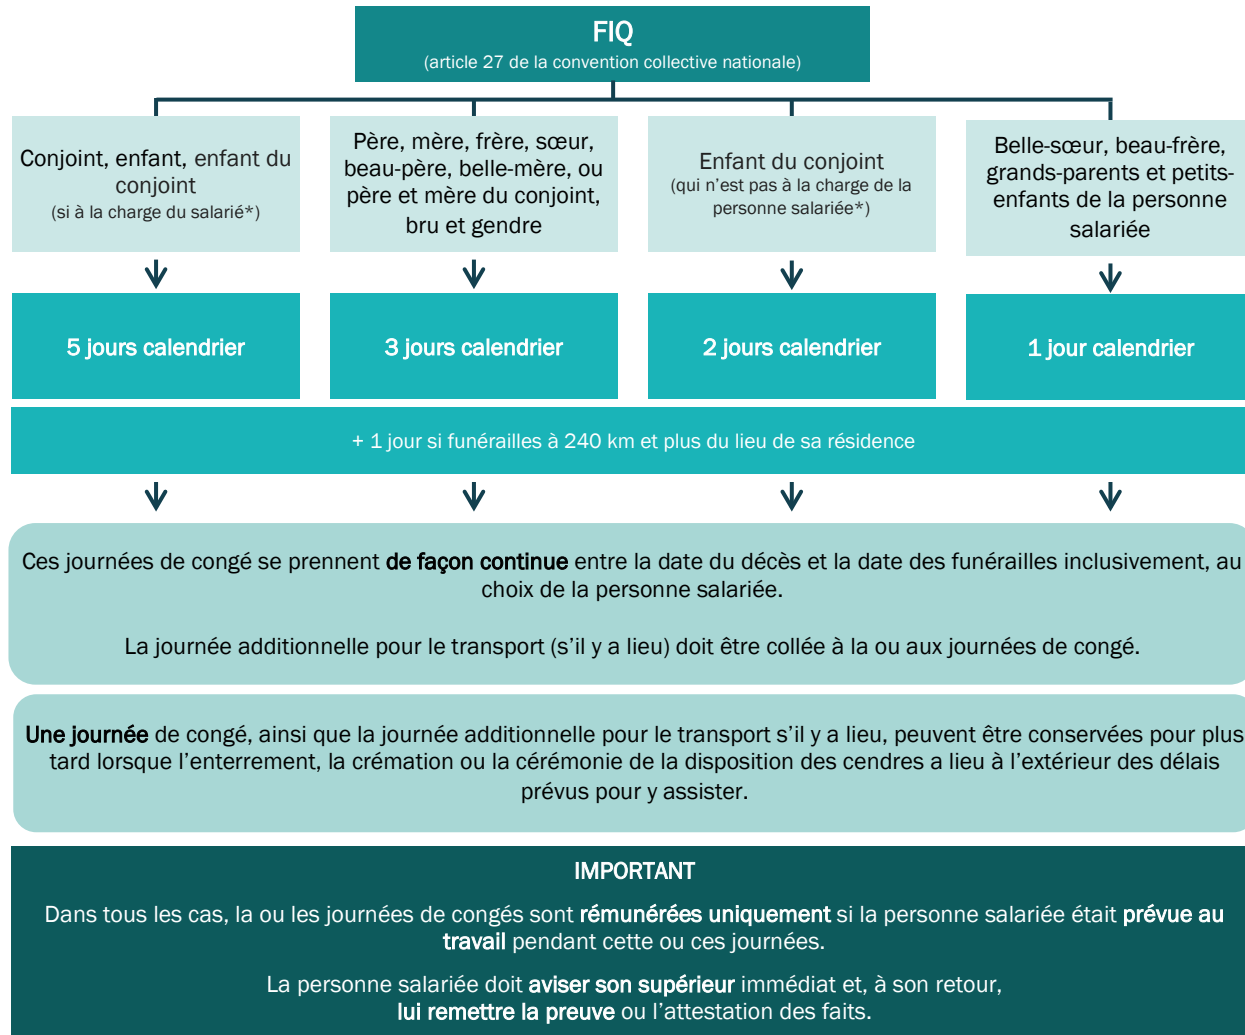 FIQ
(article 27 de la convention collective nationale)
Conjoint, enfant, enfant du
conjoint
(si à la charge du salarié*)
Père, mère, frère, sœur,
beau-père, belle-mère, ou
père et mère du conjoint,
bru et gendre
Enfant du conjoint
(qui n'est pas à la charge de la
personne salariée*)
Belle-sœur, beau-frère,
grands-parents et petits-
enfants de la personne
salariée
5 jours calendrier
3 jours calendrier
2 jours calendrier
1 jour calendrier
+ 1 jour si funérailles à 240 km et plus du lieu de sa résidence
Ces journées de congé se prennent de façon continue entre la date du décès et la date des funérailles inclusivement, au
choix de la personne salariée.
La journée additionnelle pour le transport (s'il y a lieu) doit être collée à la ou aux journées de congé.
Une journée de congé, ainsi que la journée additionnelle pour le transport s'il y a lieu, peuvent être conservées pour plus
tard lorsque l'enterrement, la crémation ou la cérémonie de la disposition des cendres a lieu à l'extérieur des délais
prévus pour y assister.
IMPORTANT
Dans tous les cas, la ou les journées de congés sont rémunérées uniquement si la personne salariée était prévue au
travail pendant cette ou ces journées.
La personne salariée doit aviser son supérieur immédiat et, à son retour,
lui remettre la preuve ou l'attestation des faits.